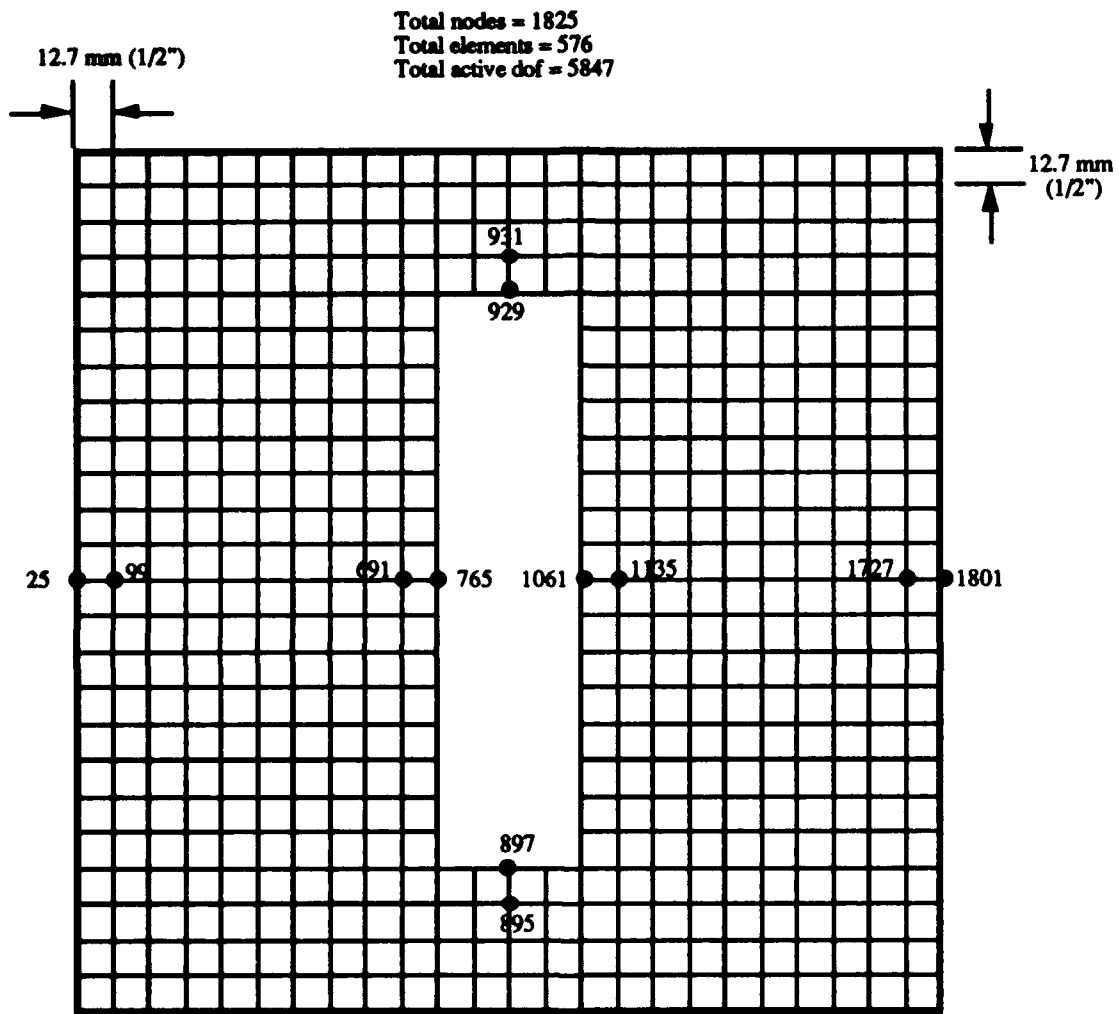 Total nodes = 1825
Total elements = 576
Total active dof = 5847
12.7 mm (1/2")
12.7 mm
(1/2")
931
929
25
99
691
765
1061
1135
1727
1801
897
895